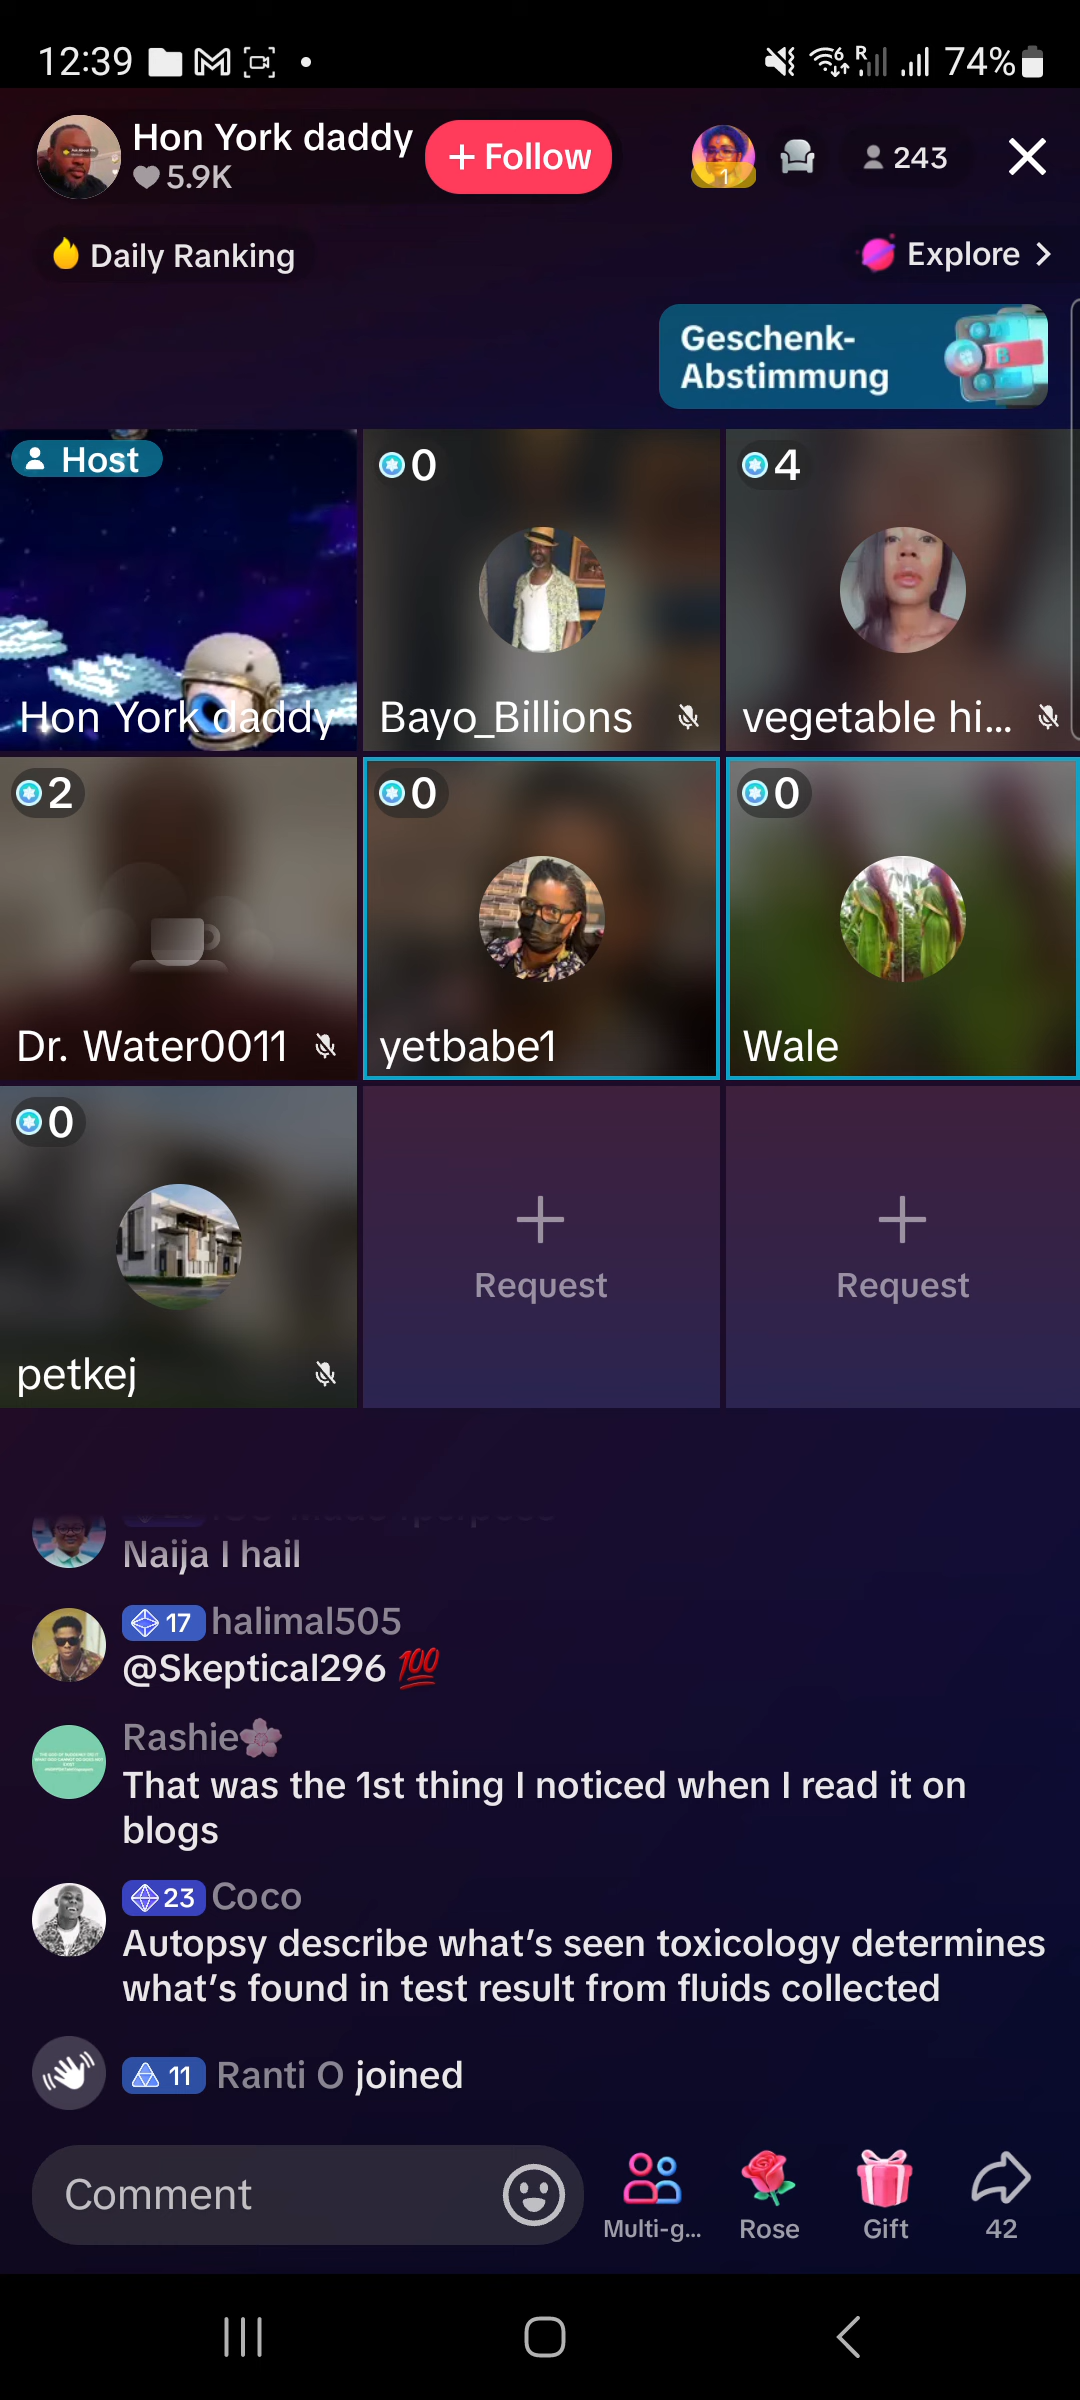 12:39
R
74%
Hon York daddy
5.9K
+ Follow
1
243
Daily Ranking
Explore
Geschenk-
Abstimmung
Host
Hon York daddy
0
Bayo_Billions
4
vegetable hi...
2
Dr. Water0011
0
yetbabe1
0
Wale
0
petkej
Request
Request
Naija I hail
17 halimal505
@Skeptical296 💯
Rashie🌸
That was the 1st thing I noticed when I read it on
blogs
23 Coco
Autopsy describe what’s seen toxicology determines
what’s found in test result from fluids collected
11 Ranti O joined
Comment
Multi-g...
Rose
Gift
42